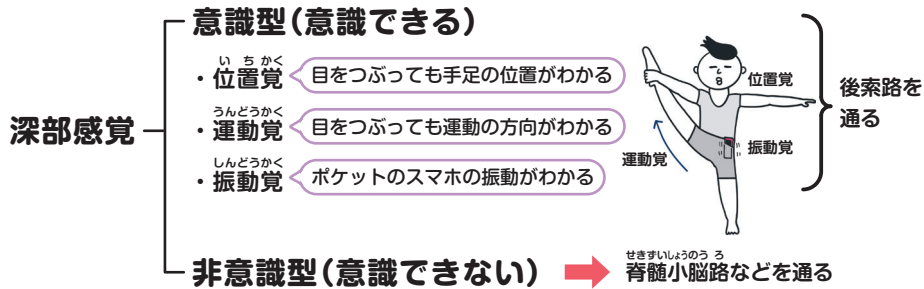 深部感覚
意識型（意識できる）
いちかく
・位置覚 目をつぶっても手足の位置がわかる
うんどうかく
・運動覚 目をつぶっても運動の方向がわかる
しんどうかく
・振動覚 ポケットのスマホの振動がわかる
位置覚
振動覚
運動覚
後索路を
通る
非意識型（意識できない）
せきずいしょうのうろ
脊髄小脳路などを通る